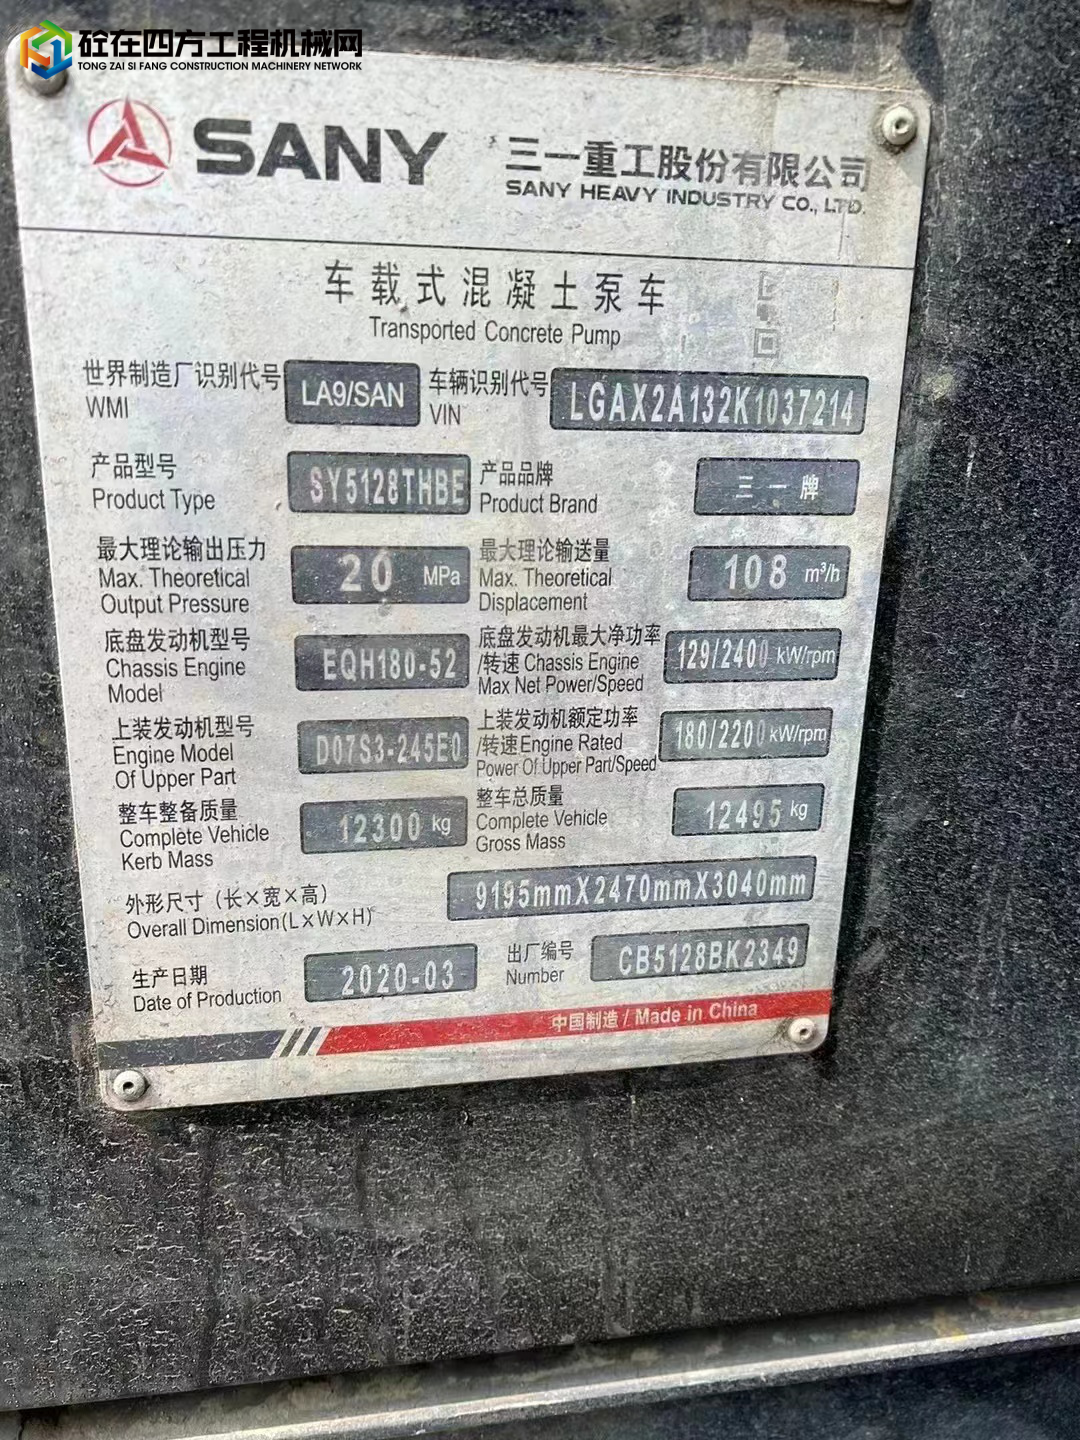 砼在四方工程机械网
TONG ZAI SI FANG CONSTRUCTION MACHINERY NETWORK
SANY
三一重工股份有限公司
SANY HEAVY INDUSTRY CO., LTD.
车载式混凝土泵车
Transported Concrete Pump
世界制造厂识别代号
WMI
LA9/SAN
车辆识别代号
VIN
LGAX2A132K1037214
产品型号
Product Type
SY5128THBE
产品品牌
Product Brand
三一牌
最大理论输出压力
Max. Theoretical
Output Pressure
20 MPa
最大理论输送量
Max. Theoretical
Displacement
108 m³/h
底盘发动机型号
Chassis Engine
Model
EQH180-52
底盘发动机最大净功率
/转速 Chassis Engine
Max Net Power/Speed
129/2400 kW/rpm
上装发动机型号
Engine Model
Of Upper Part
D07S3-245E0
上装发动机额定功率
/转速 Engine Rated
Power Of Upper Part/Speed
180/2200 kW/rpm
整车整备质量
Complete Vehicle
Kerb Mass
12300 kg
整车总质量
Complete Vehicle
Gross Mass
12495 kg
外形尺寸（长×宽×高）
Overall Dimension(L×W×H)
9195mmX2470mmX3040mm
生产日期
Date of Production
2020-03
出厂编号
Number
CB5128BK2349
中国制造 / Made in China